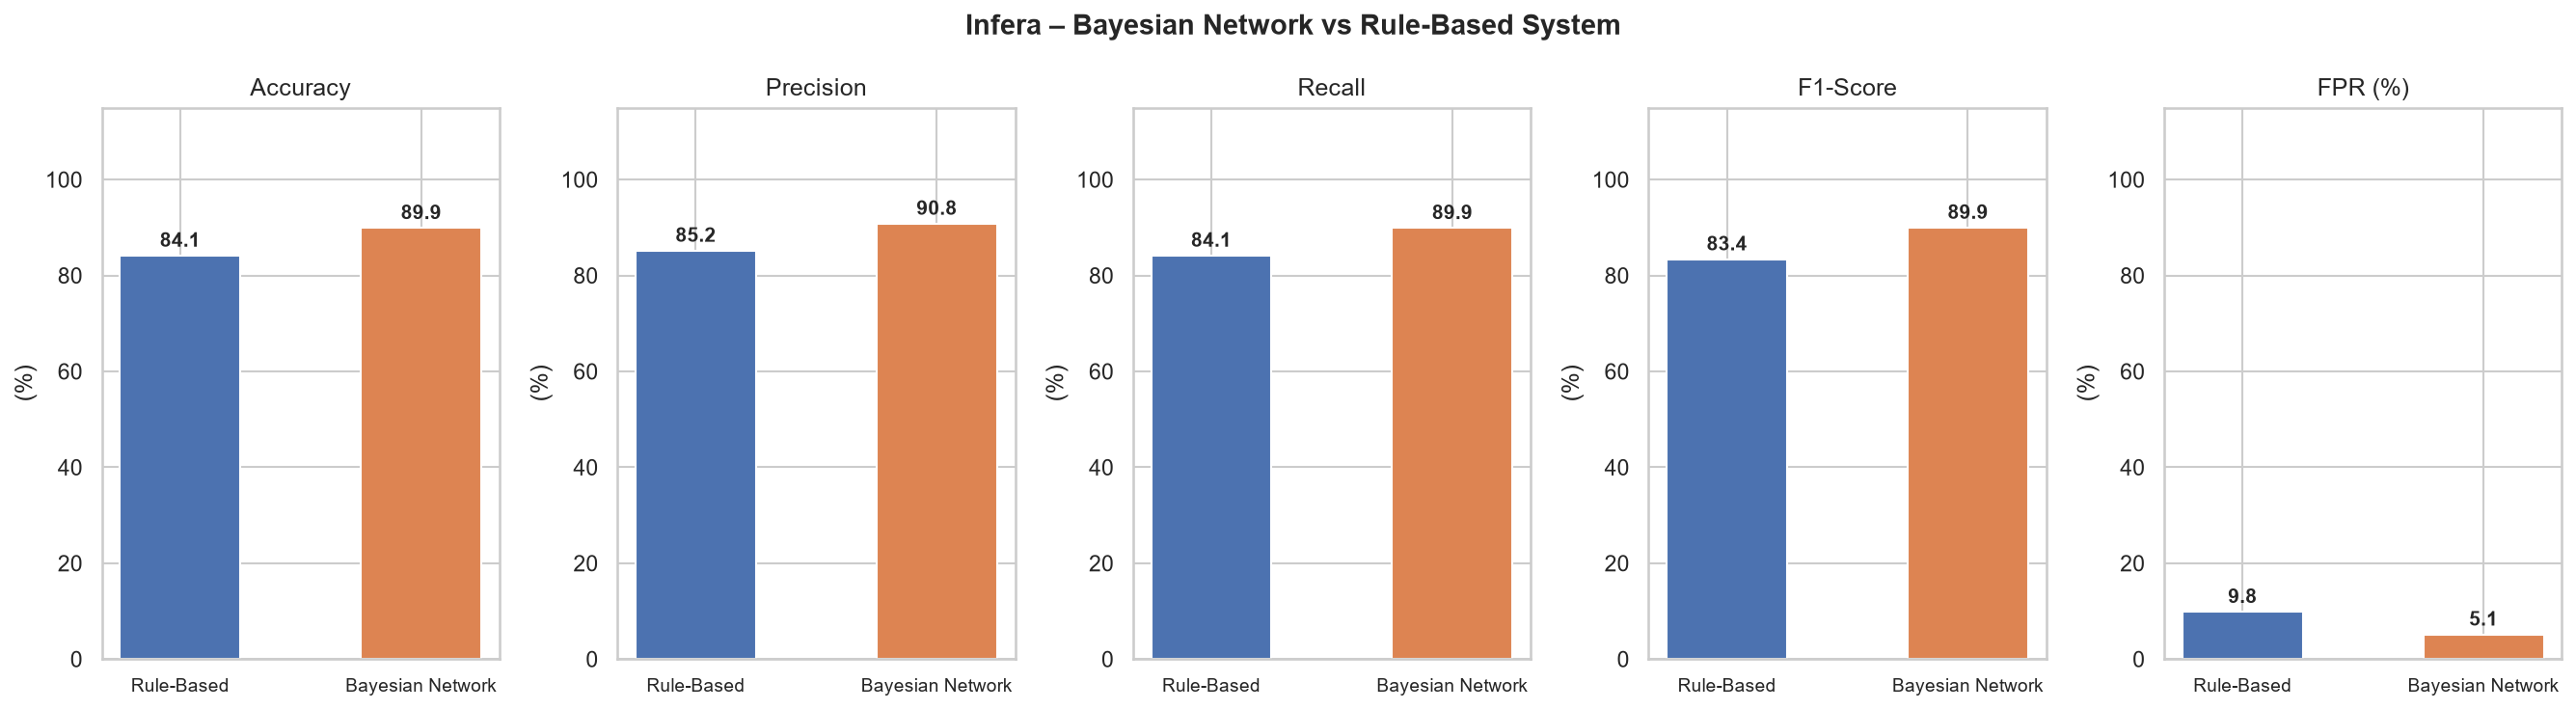 Infera – Bayesian Network vs Rule-Based System
Accuracy
(%)
100
80
60
40
20
0
84.1
89.9
Rule-Based
Bayesian Network
Precision
(%)
100
80
60
40
20
0
85.2
90.8
Rule-Based
Bayesian Network
Recall
(%)
100
80
60
40
20
0
84.1
89.9
Rule-Based
Bayesian Network
F1-Score
(%)
100
80
60
40
20
0
83.4
89.9
Rule-Based
Bayesian Network
FPR (%)
(%)
100
80
60
40
20
0
9.8
5.1
Rule-Based
Bayesian Network